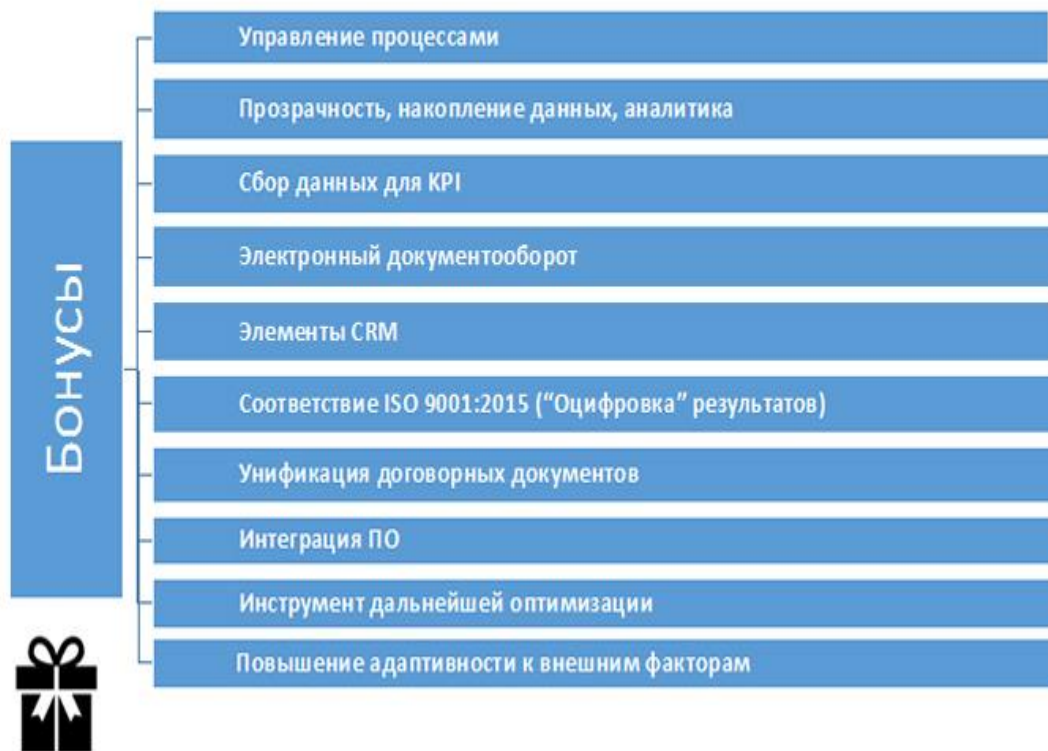 Бонусы
Управление процессами
Прозрачность, накопление данных, аналитика
Сбор данных для KPI
Электронный документооборот
Элементы CRM
Соответствие ISO 9001:2015 (“Оцифровка” результатов)
Унификация договорных документов
Интеграция ПО
Инструмент дальнейшей оптимизации
Повышение адаптивности к внешним факторам